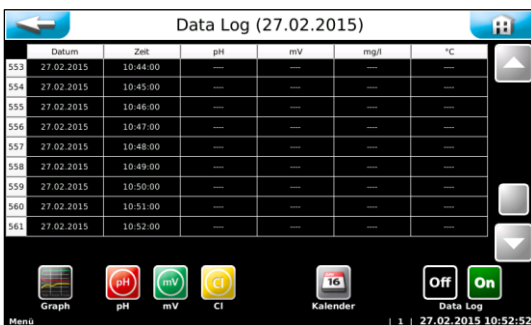 Data Log (27.02.2015)
Datum Zeit pH mV mg/l °C
553 27.02.2015 10:44:00 --- --- --- ---
554 27.02.2015 10:45:00 --- --- --- ---
555 27.02.2015 10:46:00 --- --- --- ---
556 27.02.2015 10:47:00 --- --- --- ---
557 27.02.2015 10:48:00 --- --- --- ---
558 27.02.2015 10:49:00 --- --- --- ---
559 27.02.2015 10:50:00 --- --- --- ---
560 27.02.2015 10:51:00 --- --- --- ---
561 27.02.2015 10:52:00 --- --- --- ---
pH mV Cl 16 Off On
Graph pH mV Cl Kalender Data Log
Menü | 1 | 27.02.2015 10:52:52